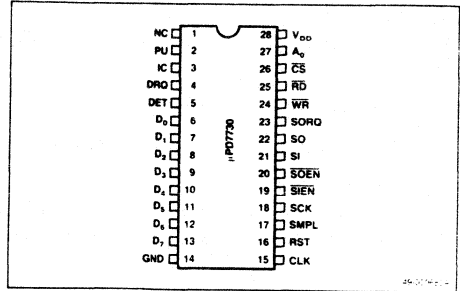 NC 1 28 VDD
PU 2 27 A0
IC 3 26 CS
DRQ 4 25 RD
DET 5 24 WR
D0 6 23 SORQ
D1 7 22 SO
D2 8 21 SI
D3 9 20 SOEN
D4 10 19 SIEN
D5 11 18 SCK
D6 12 17 SMPL
D7 13 16 RST
GND 14 15 CLK
μPD7730